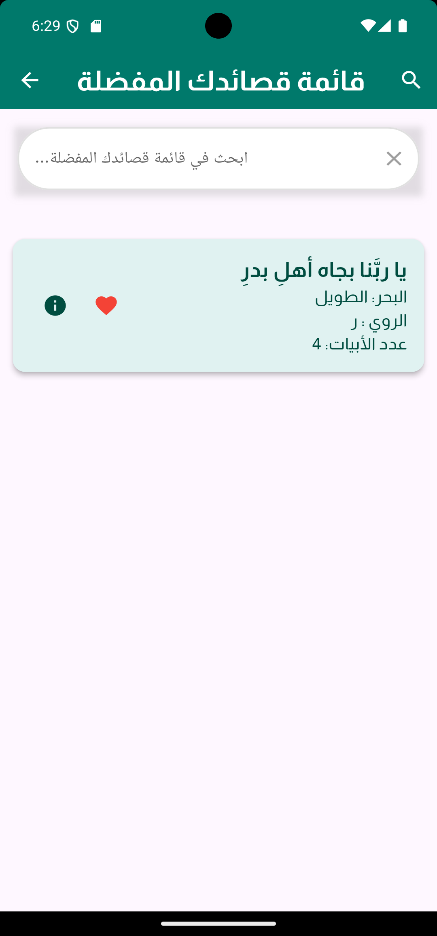 6:29
قائمة قصائدك المفضلة
ابحث في قائمة قصائدك المفضلة...
يا ربَّنا بجاه أهلِ بدرِ
البحر: الطويل
الروي : ر
عدد الأبيات: 4